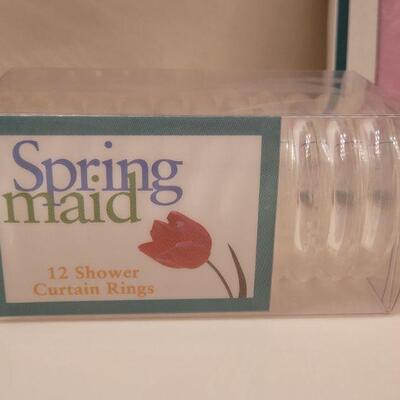 Spring
maid
12 Shower
Curtain Rings